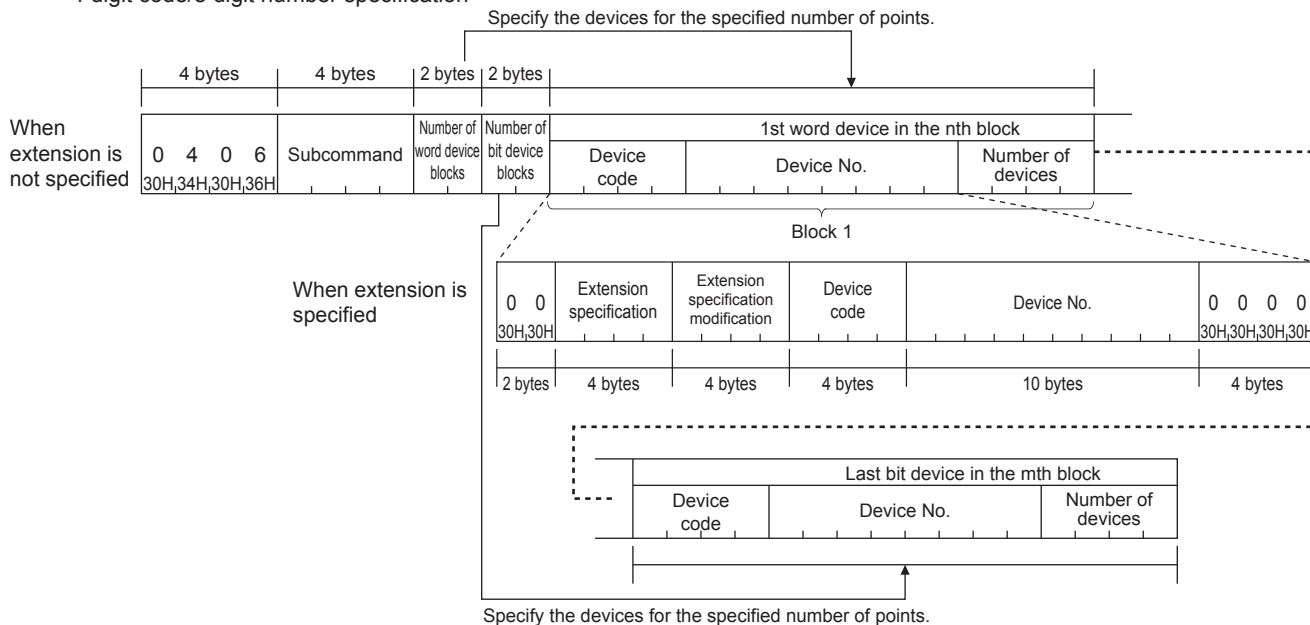 4 digit code/8 digit number specification
Specify the devices for the specified number of points.
4 bytes 4 bytes 2 bytes 2 bytes
When
extension is
not specified
0 4 0 6
30H,34H,30H,36H
Subcommand
Number of
word device
blocks
Number of
bit device
blocks
1st word device in the nth block
Device
code
Device No.
Number of
devices
Block 1
When extension is
specified
0 0
30H,30H
Extension
specification
Extension
specification
modification
Device
code
Device No.
0 0 0 0
30H,30H,30H,30H
2 bytes 4 bytes 4 bytes 4 bytes 10 bytes 4 bytes
Last bit device in the mth block
Device
code
Device No.
Number of
devices
Specify the devices for the specified number of points.